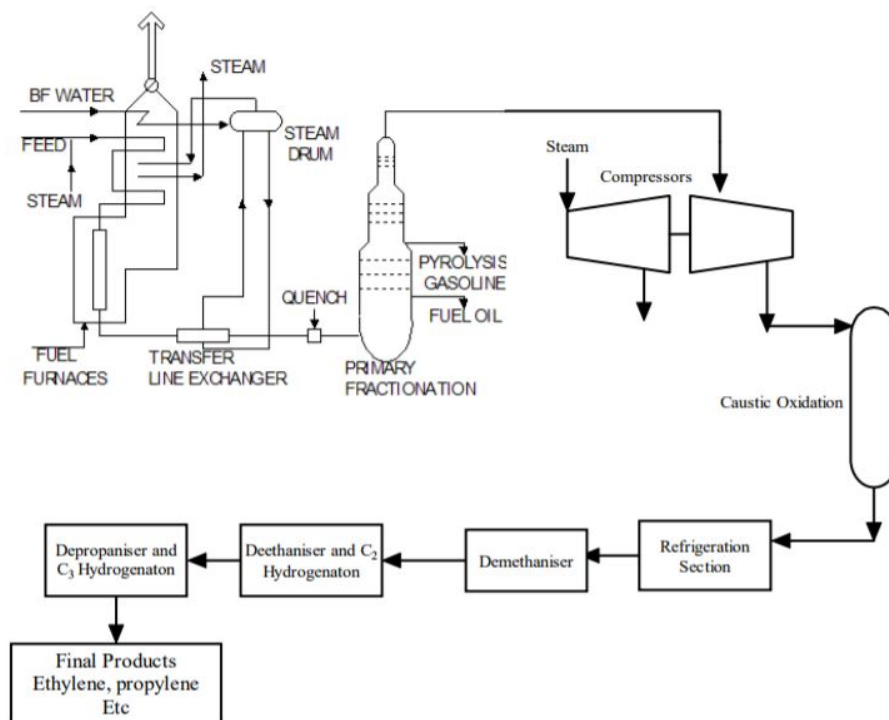 STEAM
BF WATER
FEED
STEAM
DRUM
STEAM
QUENCH
FUEL
FURNACES
TRANSFER
LINE EXCHANGER
PYROLYSIS
GASOLINE
FUEL OIL
PRIMARY
FRACTIONATION
Steam
Compressors
Caustic Oxidation
Depropaniser and
C₃ Hydrogenaton
Deethaniser and C₂
Hydrogenaton
Demethaniser
Refrigeration
Section
Final Products
Ethylene, propylene
Etc